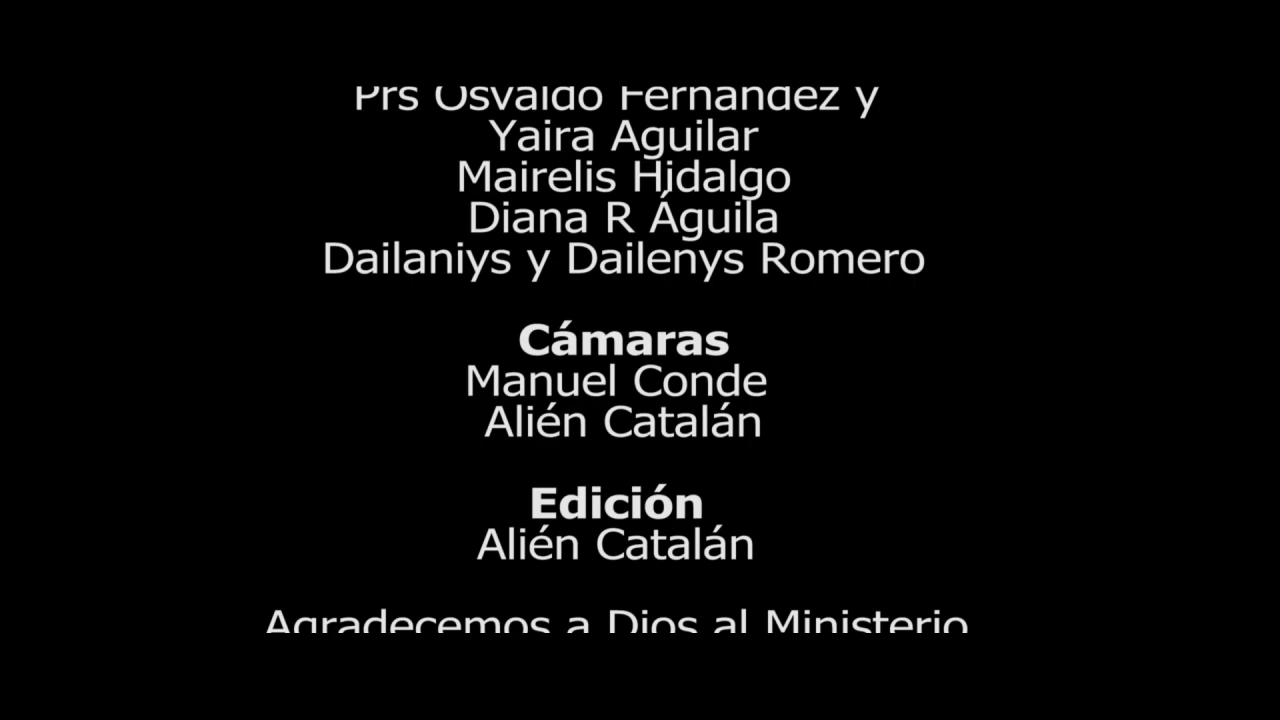 Prs Osvaldo Fernandez y
Yaira Aguilar
Mairelis Hidalgo
Diana R Águila
Dailaniys y Dailenys Romero
Cámaras
Manuel Conde
Alién Catalán
Edición
Alién Catalán
Agradecemos a Dios al Ministerio